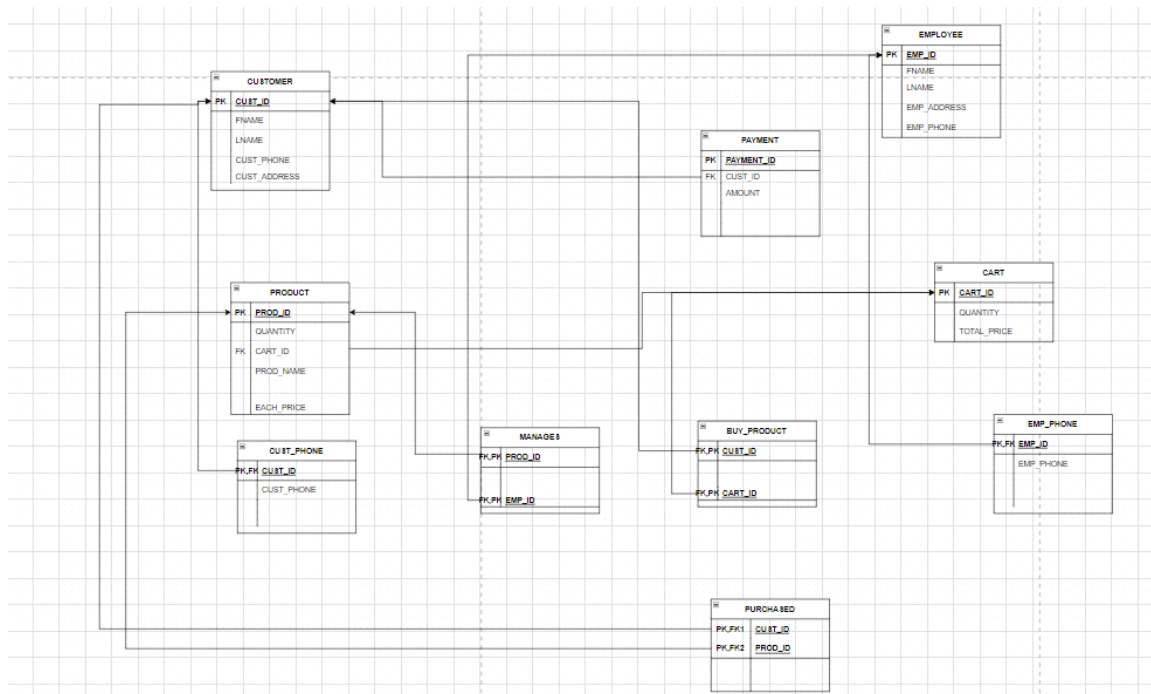 EMPLOYEE
PK EMP_ID
FNAME
LNAME
EMP_ADDRESS
EMP_PHONE
CUSTOMER
PK CUST_ID
FNAME
LNAME
CUST_PHONE
CUST_ADDRESS
PAYMENT
PK PAYMENT_ID
FK CUST_ID
AMOUNT
CART
PK CART_ID
QUANTITY
TOTAL_PRICE
PRODUCT
PK PROD_ID
QUANTITY
FK CART_ID
PROD_NAME
EACH_PRICE
CUST_PHONE
PK,FK CUST_ID
CUST_PHONE
MANAGES
FK,PK PROD_ID
FK,PK EMP_ID
BUY_PRODUCT
FK,PK CUST_ID
FK,PK CART_ID
EMP_PHONE
PK,FK EMP_ID
EMP_PHONE
PURCHASED
PK,FK1 CUST_ID
PK,FK2 PROD_ID